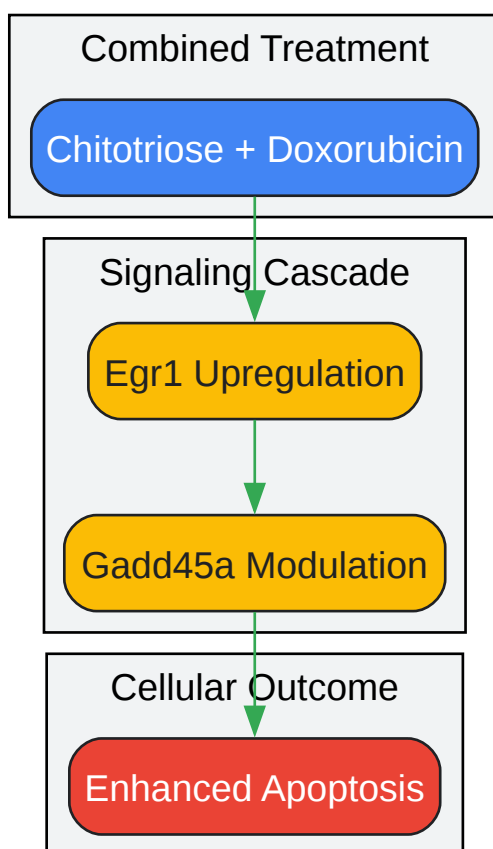 Combined Treatment
Chitotriose + Doxorubicin
Signaling Cascade
Egr1 Upregulation
Gadd45a Modulation
Cellular Outcome
Enhanced Apoptosis